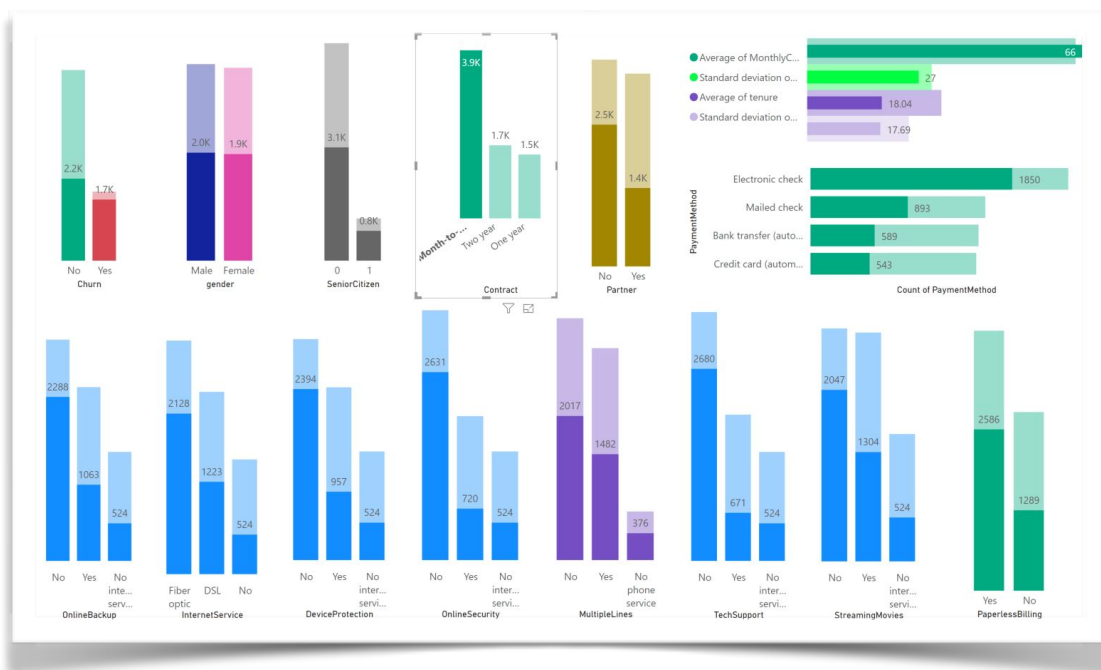 2.2K
1.7K
No Yes
Churn
2.0K
1.9K
Male Female
gender
3.1K
0.8K
0 1
SeniorCitizen
3.9K
1.7K
1.5K
Month-to-...
Two year
One year
Contract
2.5K
1.4K
No Yes
Partner
Average of MonthlyC...
Standard deviation o...
Average of tenure
Standard deviation o...
66
27
18.04
17.69
PaymentMethod
Electronic check 1850
Mailed check 893
Bank transfer (auto... 589
Credit card (autom... 543
Count of PaymentMethod
2288
1063
524
No Yes No
inte...
servi...
OnlineBackup
2128
1223
524
Fiber DSL No
optic
InternetService
2394
957
524
No Yes No
inter...
servi...
DeviceProtection
2631
720
524
No Yes No
inter...
servi...
OnlineSecurity
2017
1482
376
No Yes No
phone
service
MultipleLines
2680
671
524
No Yes No
inter...
servi...
TechSupport
2047
1304
524
No Yes No
inter...
servi...
StreamingMovies
2586
1289
Yes No
PaperlessBilling